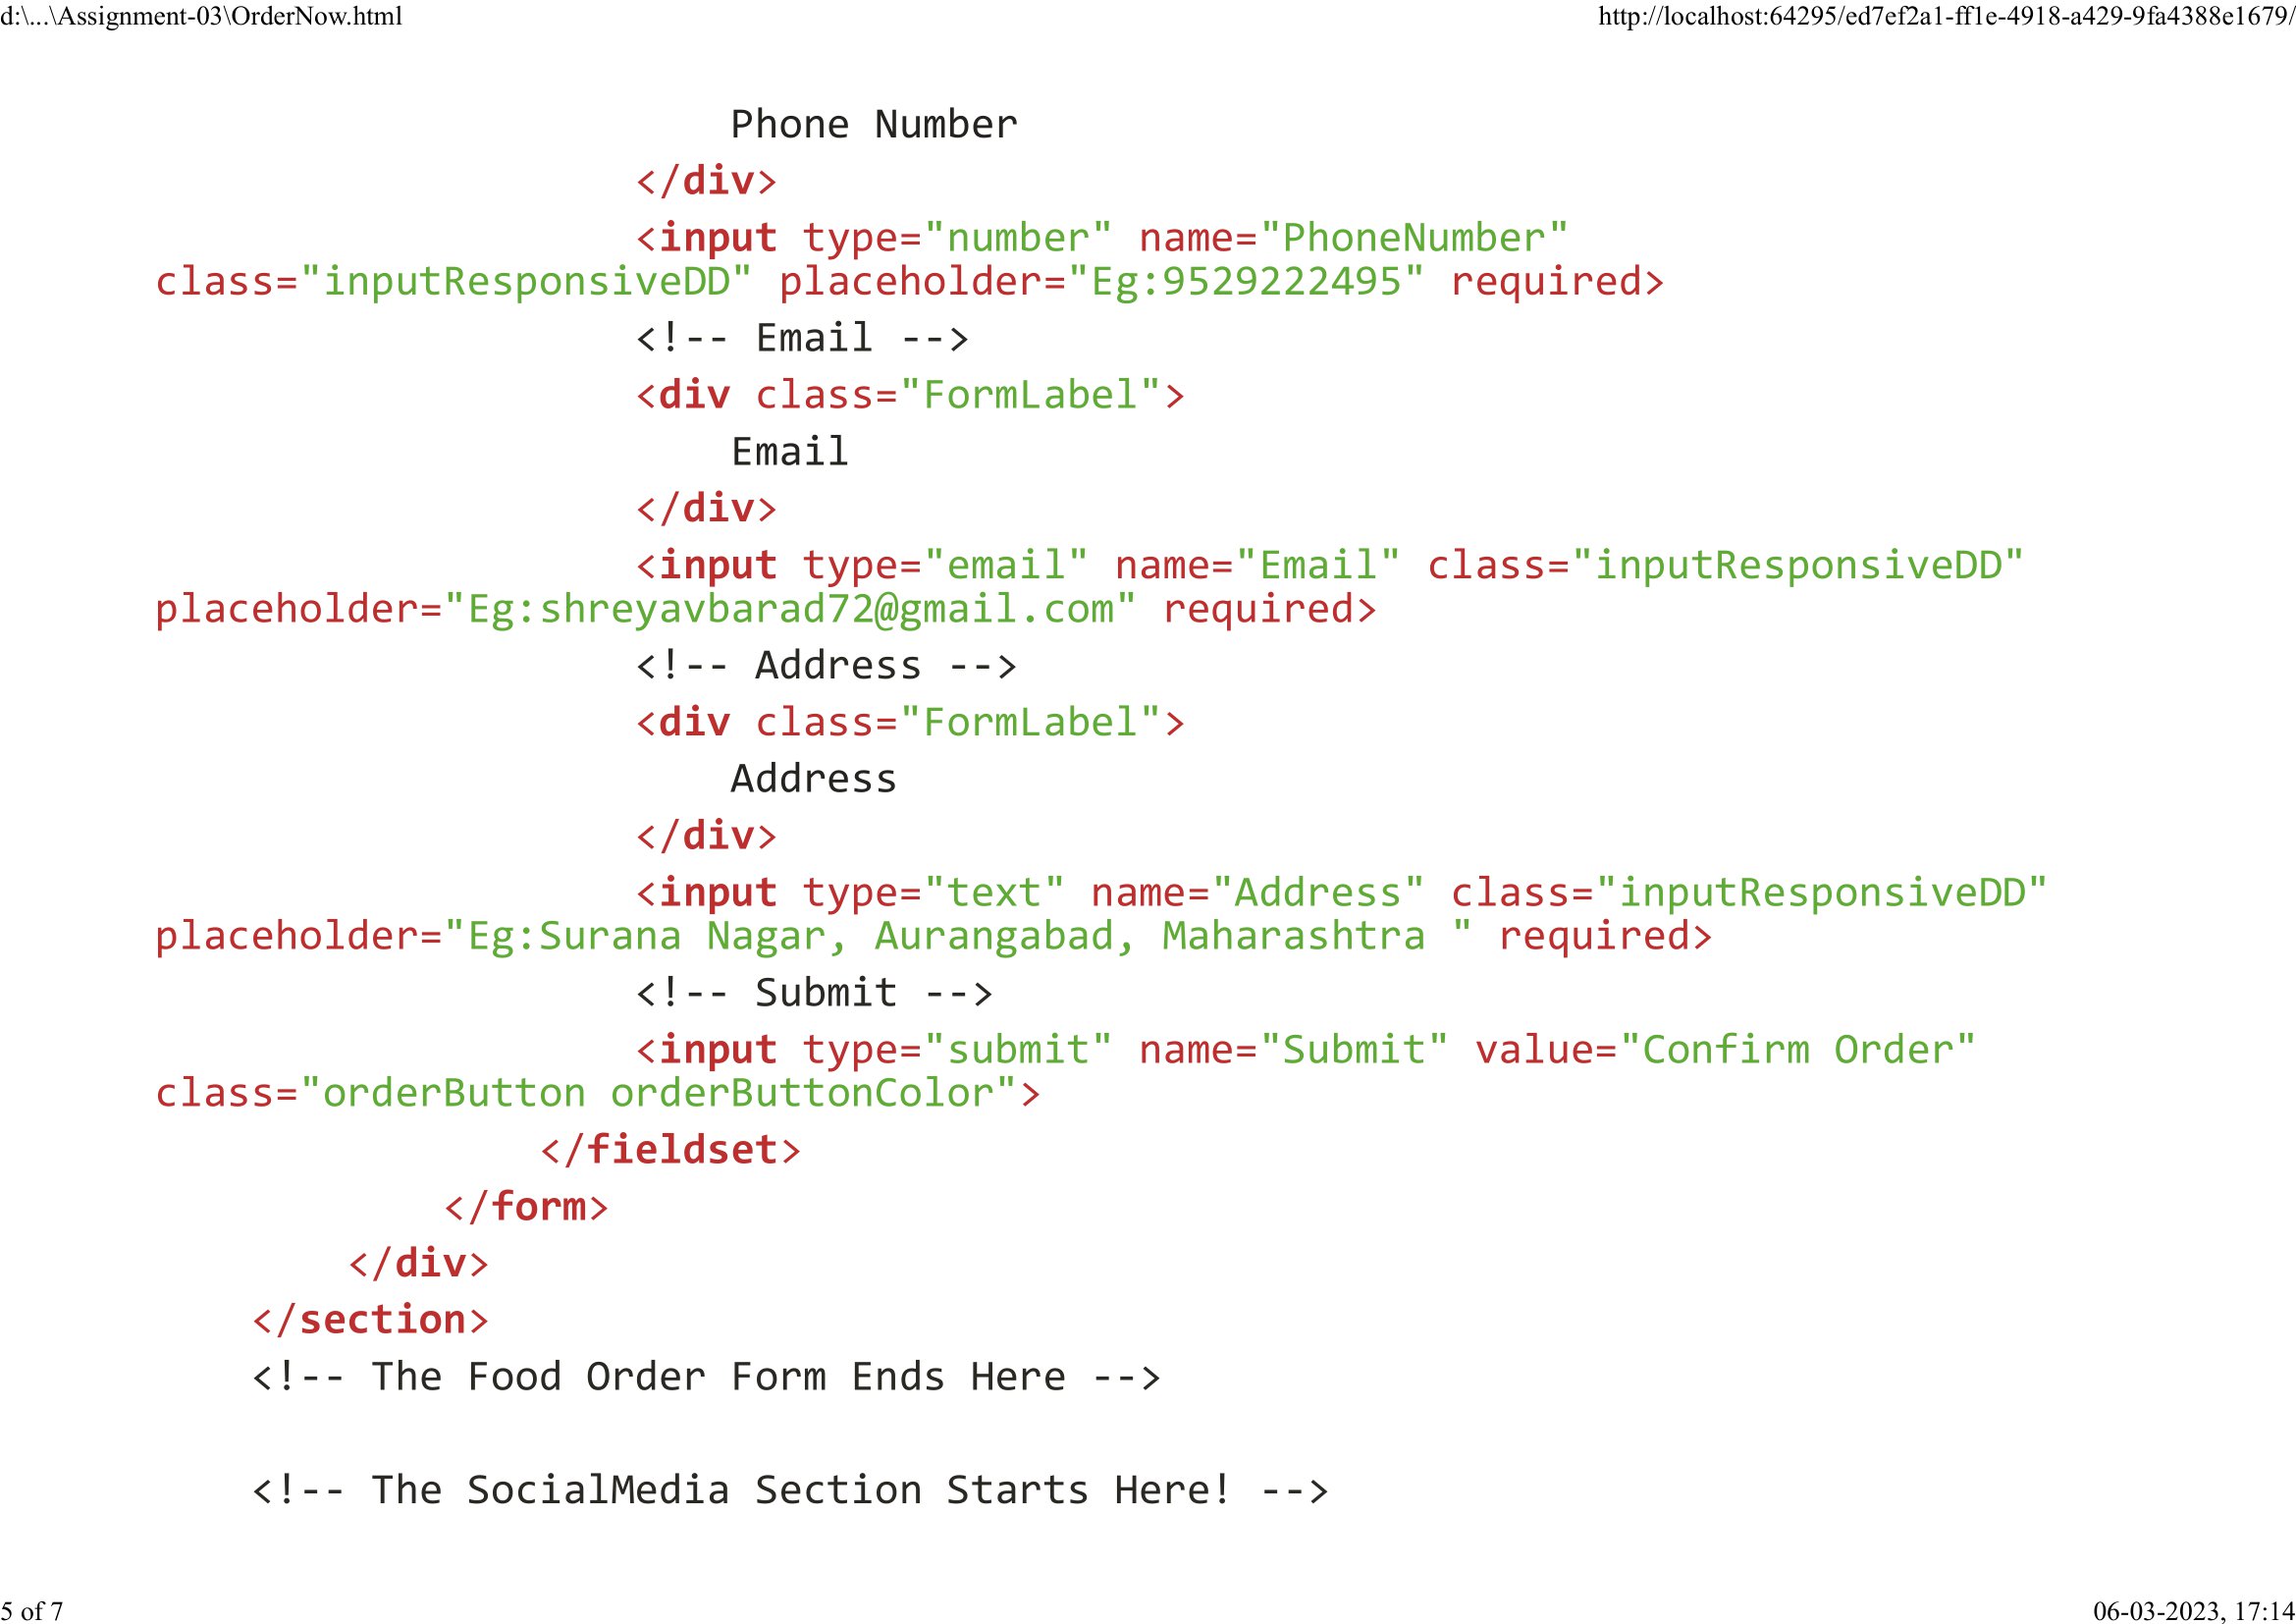 d:\...\Assignment-03\OrderNow.html
http://localhost:64295/ed7ef2a1-ff1e-4918-a429-9fa4388e1679/
Phone Number
</div>
<input type="number" name="PhoneNumber"
class="inputResponsiveDD" placeholder="Eg:9529222495" required>
<!-- Email -->
<div class="FormLabel">
Email
</div>
<input type="email" name="Email" class="inputResponsiveDD"
placeholder="Eg:shreyavbarad72@gmail.com" required>
<!-- Address -->
<div class="FormLabel">
Address
</div>
<input type="text" name="Address" class="inputResponsiveDD"
placeholder="Eg:Surana Nagar, Aurangabad, Maharashtra " required>
<!-- Submit -->
<input type="submit" name="Submit" value="Confirm Order"
class="orderButton orderButtonColor">
</fieldset>
</form>
</div>
</section>
<!-- The Food Order Form Ends Here -->
<!-- The SocialMedia Section Starts Here! -->
5 of 7
06-03-2023, 17:14